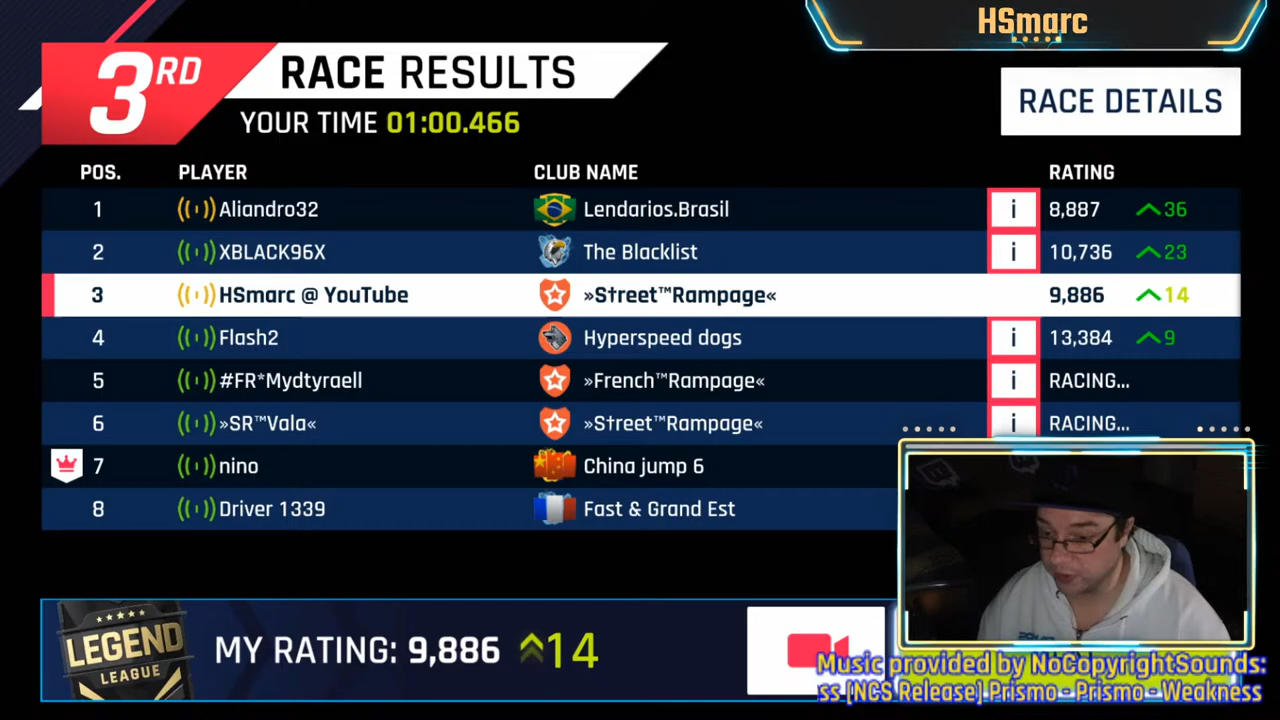 HSmarc
3RD
RACE RESULTS
YOUR TIME 01:00.466
RACE DETAILS
POS. PLAYER CLUB NAME RATING
1 Aliandro32 Lendarios.Brasil i 8,887 36
2 XBLACK96X The Blacklist i 10,736 23
3 HSmarc @ YouTube »Street™Rampage« 9,886 14
4 Flash2 Hyperspeed dogs i 13,384 9
5 #FR*Mydtyraell »French™Rampage« i RACING...
6 »SR™Vala« »Street™Rampage« i RACING...
7 nino China jump 6
8 Driver 1339 Fast & Grand Est
LEGEND
LEAGUE
MY RATING: 9,886 14
Music provided by NoCopyrightSounds:
ss [NCS Release] Prismo - Prismo - Weakness